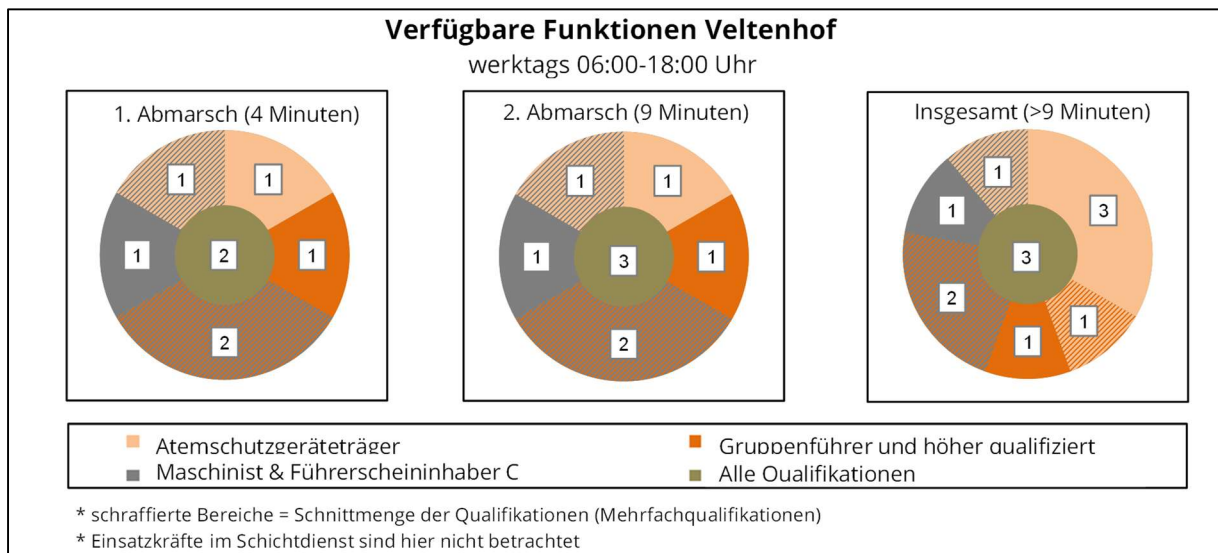 Verfügbare Funktionen Veltenhof
werktags 06:00-18:00 Uhr
1. Abmarsch (4 Minuten)
1
1
1
2
1
2
2. Abmarsch (9 Minuten)
1
1
1
3
1
2
Insgesamt (>9 Minuten)
1
3
1
3
2
1
1
Atemschutzgeräteträger
Gruppenführer und höher qualifiziert
Maschinist & Führerscheininhaber C
Alle Qualifikationen
* schraffierte Bereiche = Schnittmenge der Qualifikationen (Mehrfachqualifikationen)
* Einsatzkräfte im Schichtdienst sind hier nicht betrachtet